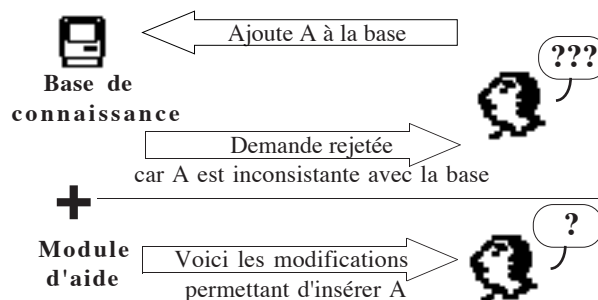 Ajoute A à la base
???
Base de
connaissance
Demande rejetée
car A est inconsistante avec la base
+
?
Module
d'aide
Voici les modifications
permettant d'insérer A